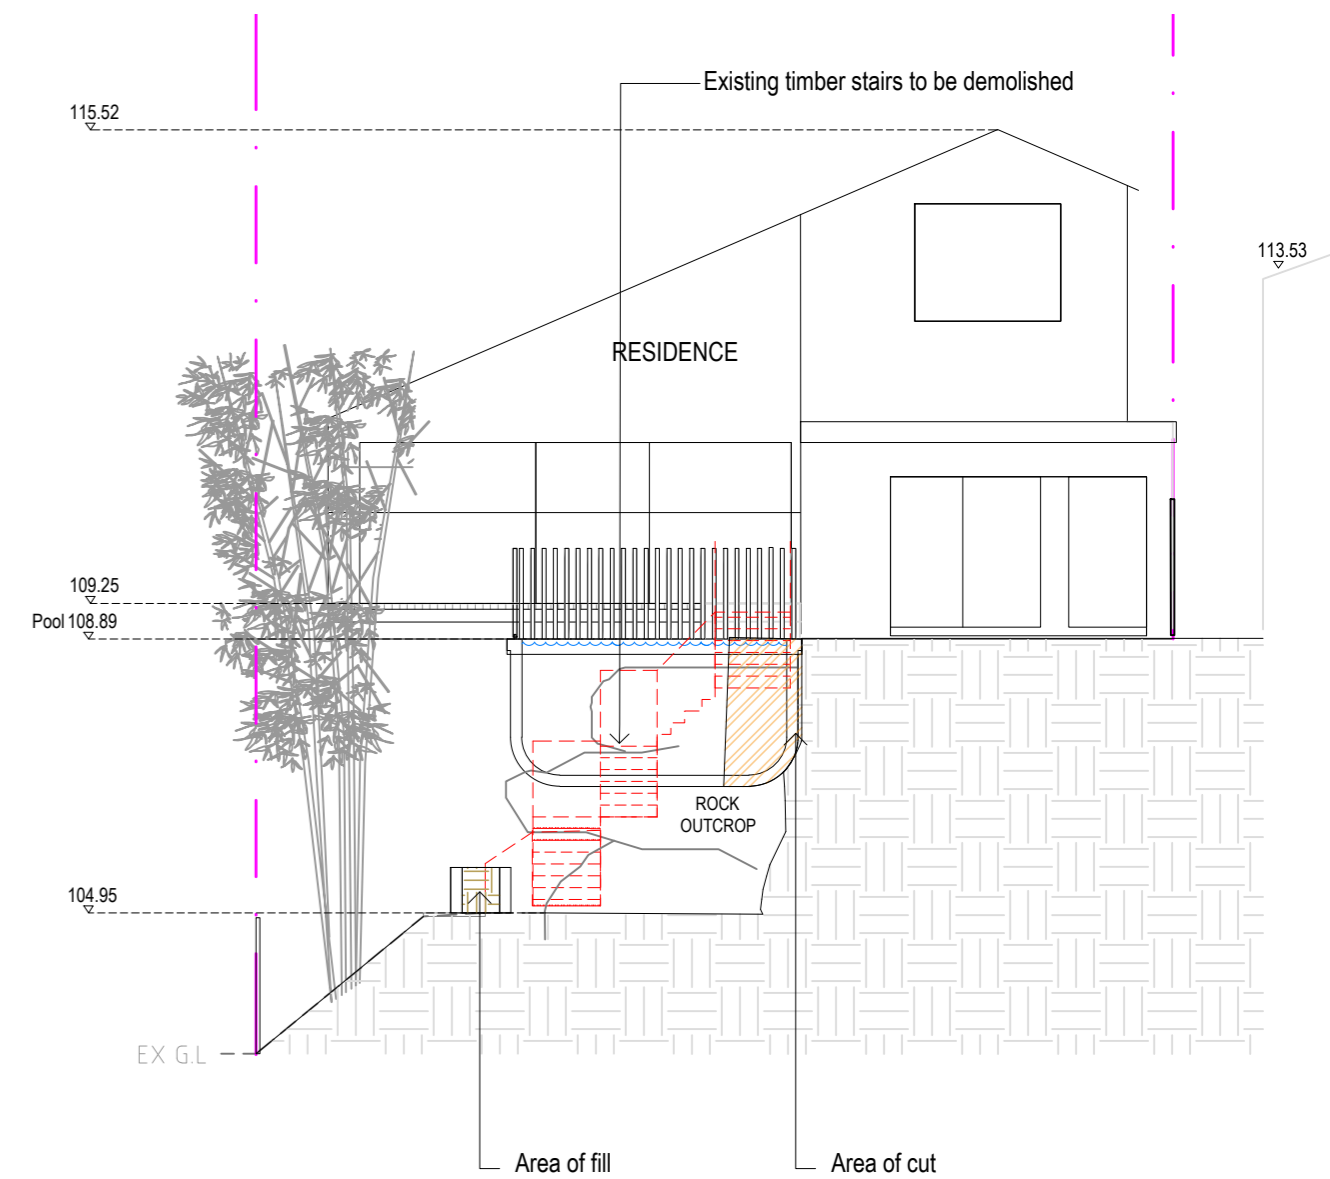 Existing timber stairs to be demolished
115.52
113.53
RESIDENCE
109.25
Pool 108.89
ROCK
OUTCROP
104.95
EX G.L
Area of fill
Area of cut